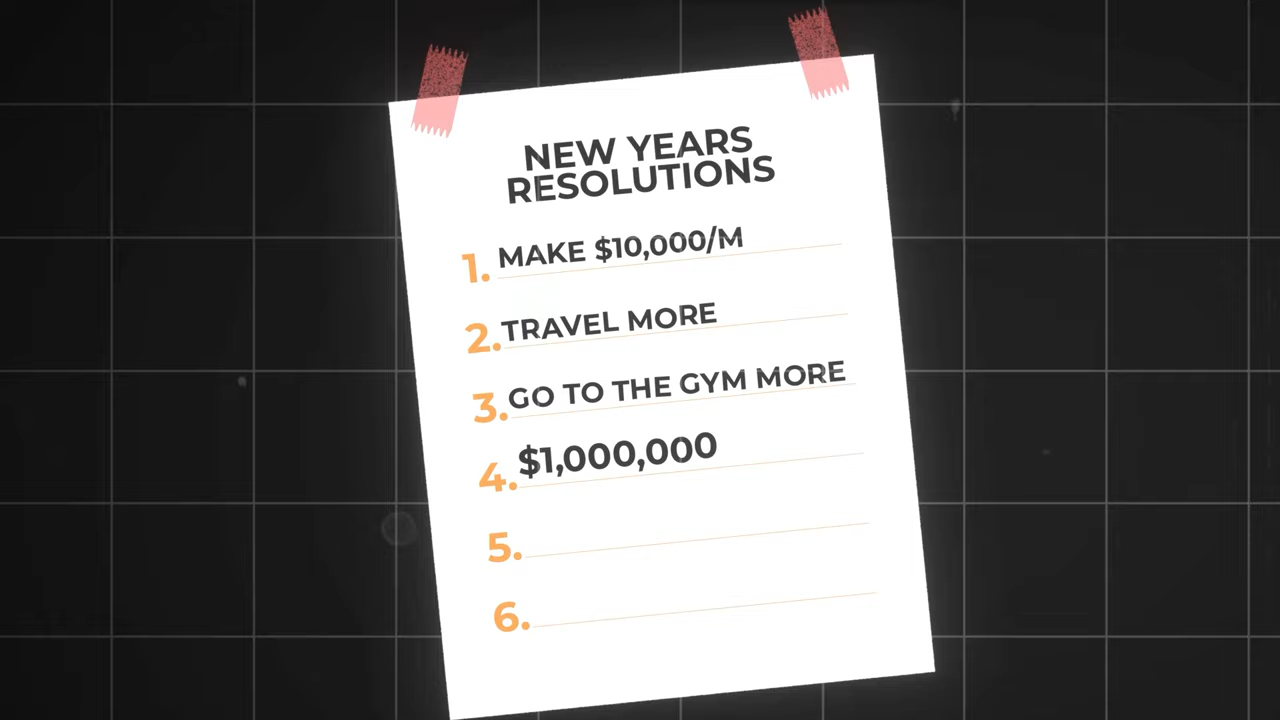 NEW YEARS
RESOLUTIONS
1. MAKE $10,000/M
2. TRAVEL MORE
3. GO TO THE GYM MORE
4. $1,000,000
5.
6.